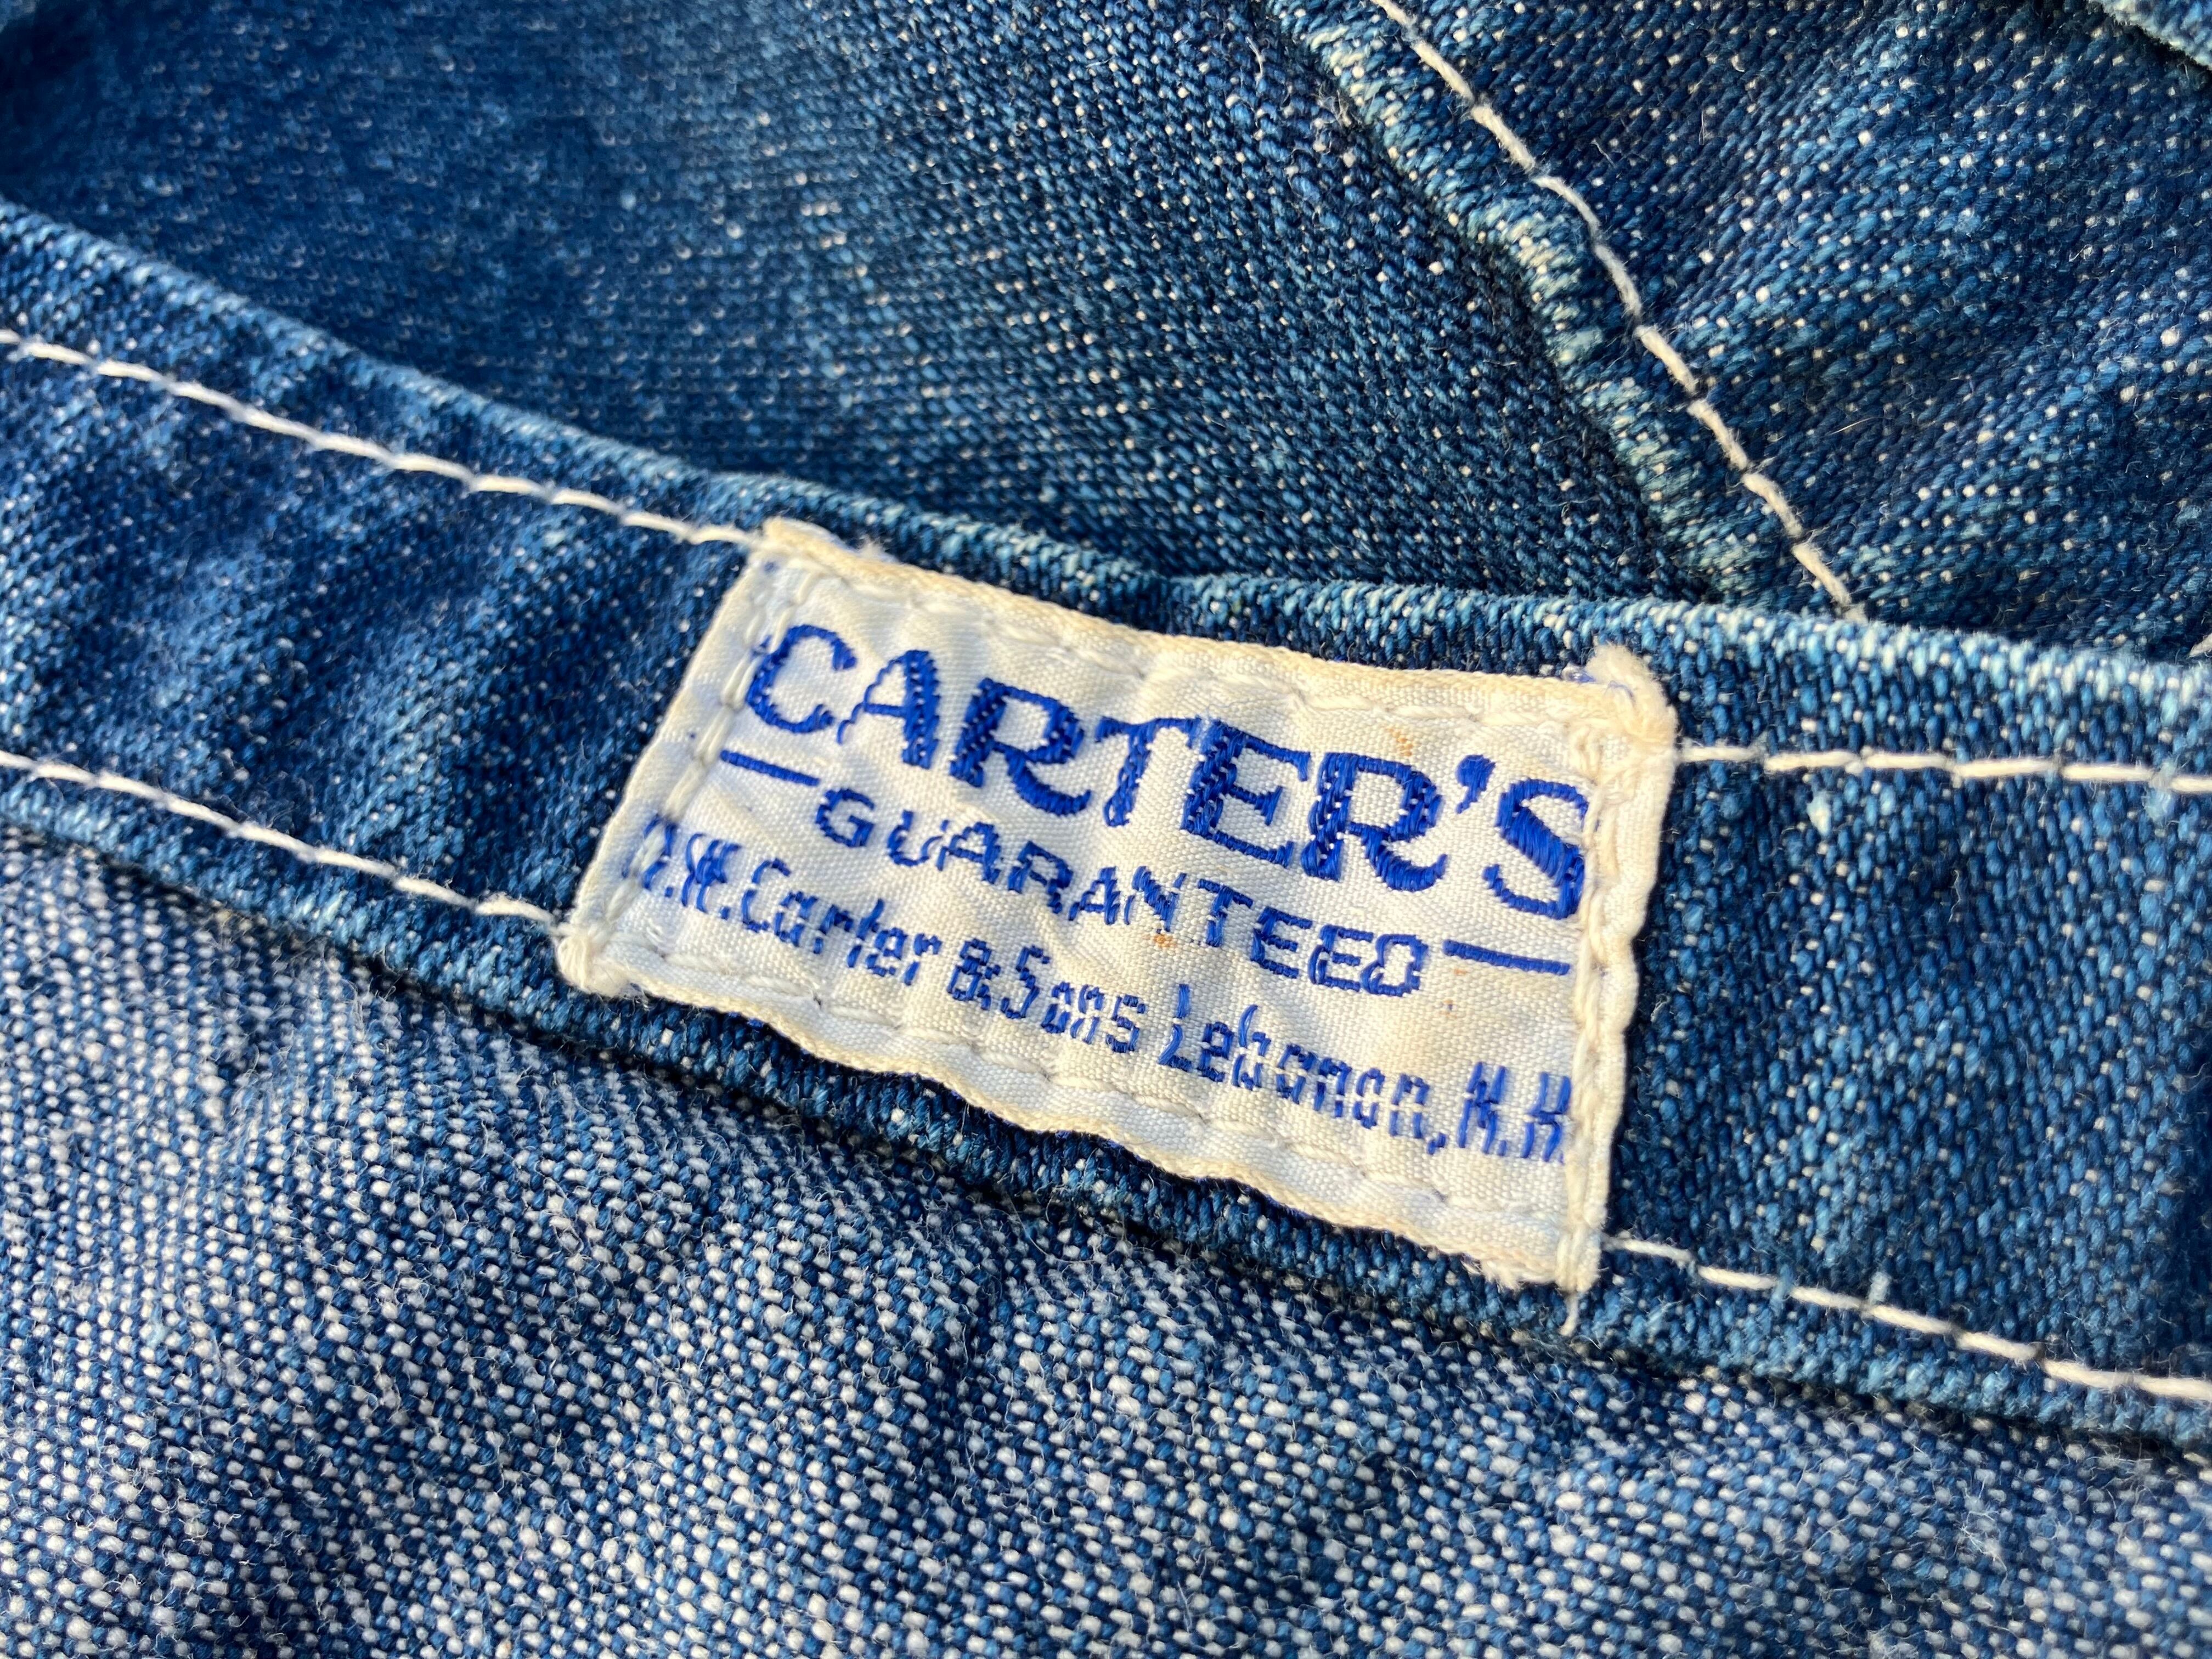 CARTER'S
GUARANTEED
W. Carter & Sons Lebanon, N.H